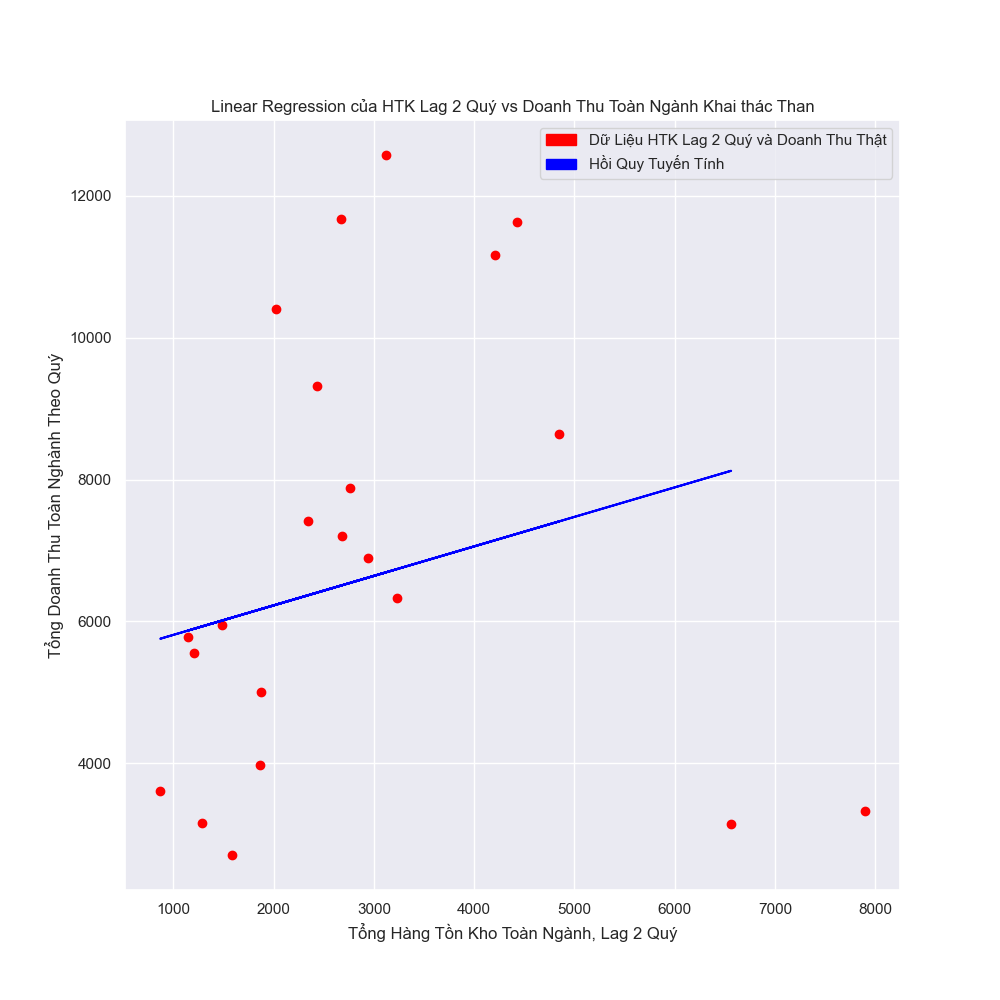 Linear Regression của HTK Lag 2 Quý vs Doanh Thu Toàn Ngành Khai thác Than
Dữ Liệu HTK Lag 2 Quý và Doanh Thu Thật
Hồi Quy Tuyến Tính
Tổng Doanh Thu Toàn Nghành Theo Quý
12000
10000
8000
6000
4000
1000 2000 3000 4000 5000 6000 7000 8000
Tổng Hàng Tồn Kho Toàn Ngành, Lag 2 Quý